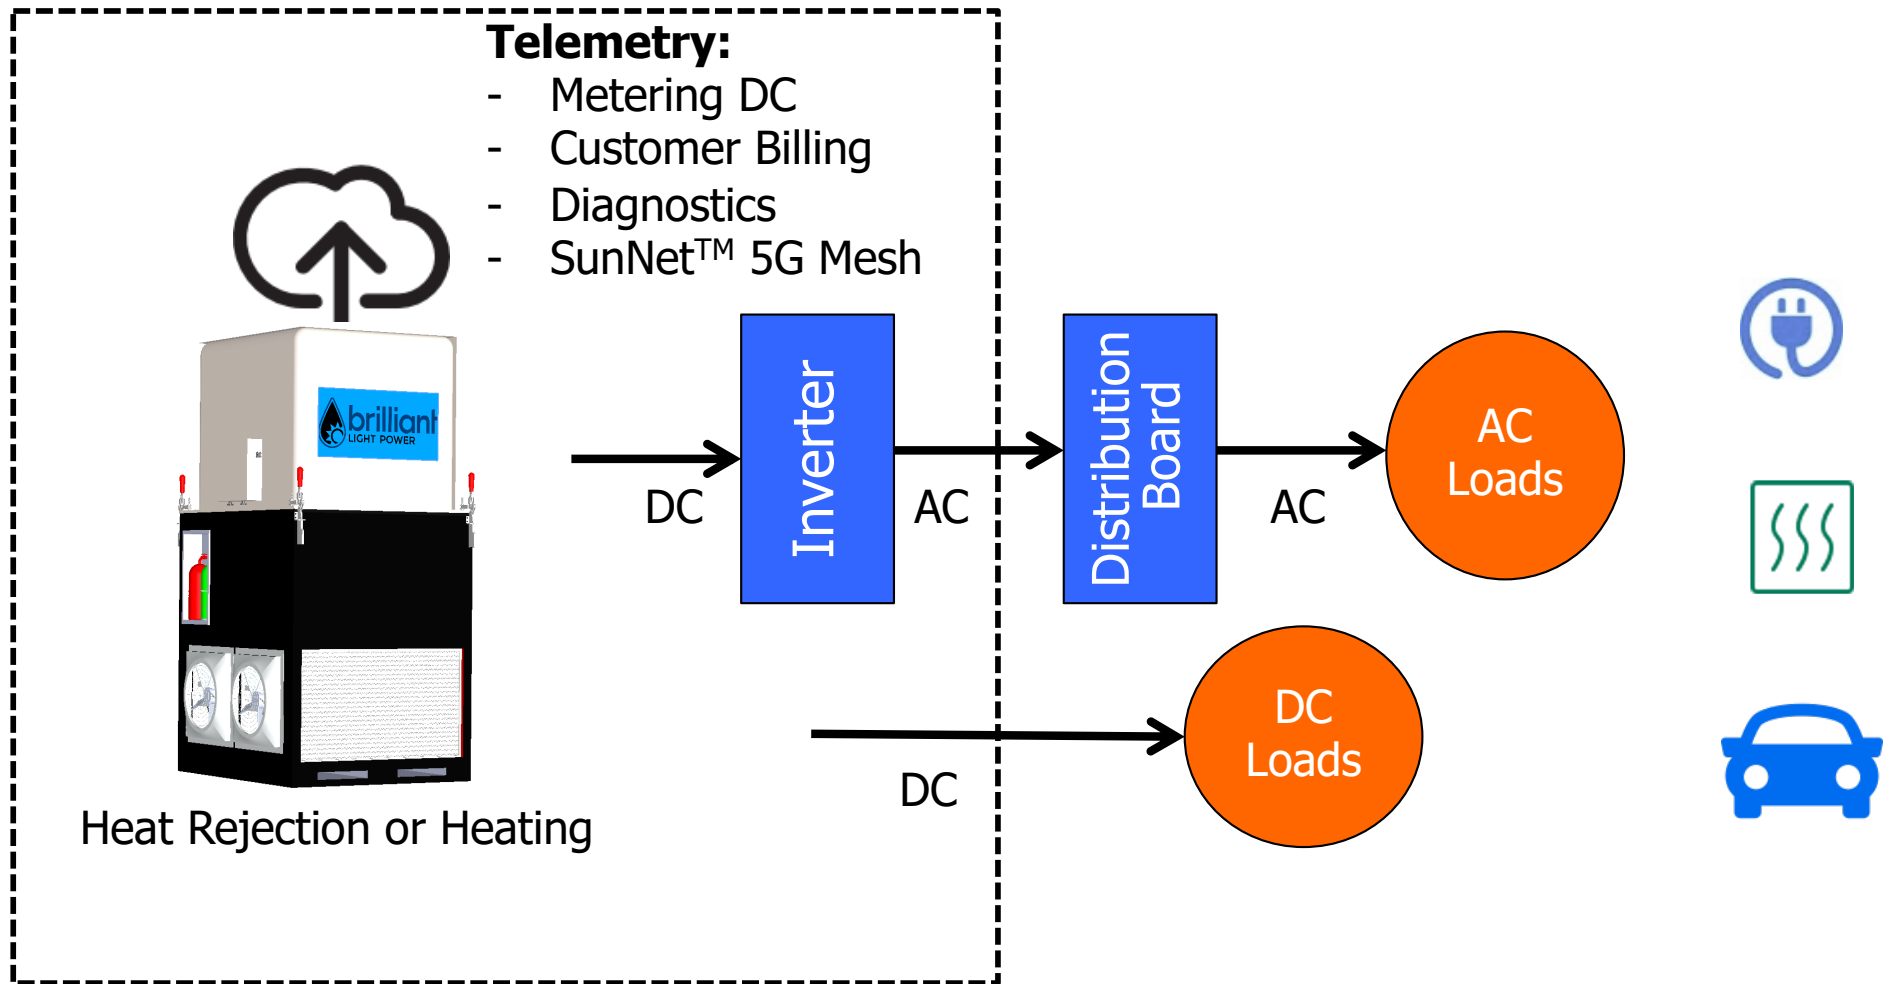 Telemetry:
- Metering DC
- Customer Billing
- Diagnostics
- SunNet™ 5G Mesh
brilliant
LIGHT POWER
DC
Inverter
AC
Distribution
Board
AC
AC
Loads
DC
DC
Loads
Heat Rejection or Heating